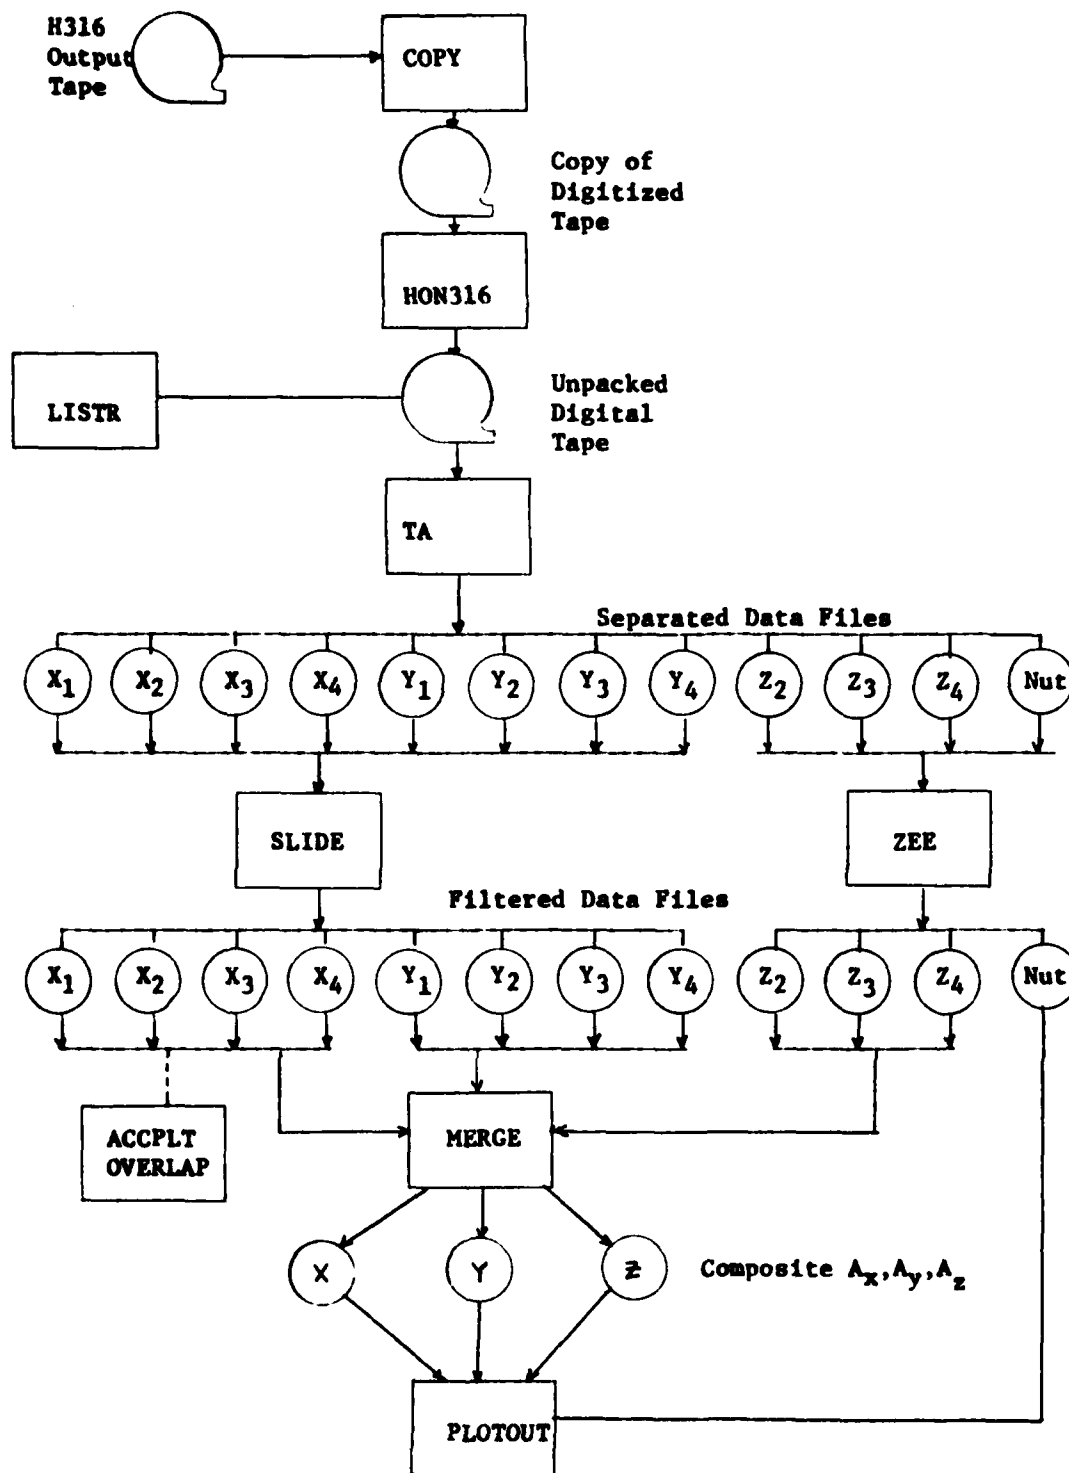 H316
Output
Tape
COPY
Copy of
Digitized
Tape
HON316
LISTR
Unpacked
Digital
Tape
TA
Separated Data Files
X1 X2 X3 X4 Y1 Y2 Y3 Y4 Z2 Z3 Z4 Nut
SLIDE
ZEE
Filtered Data Files
X1 X2 X3 X4 Y1 Y2 Y3 Y4 Z2 Z3 Z4 Nut
ACCPLT
OVERLAP
MERGE
X Y Z
Composite Ax,Ay,Az
PLOTOUT